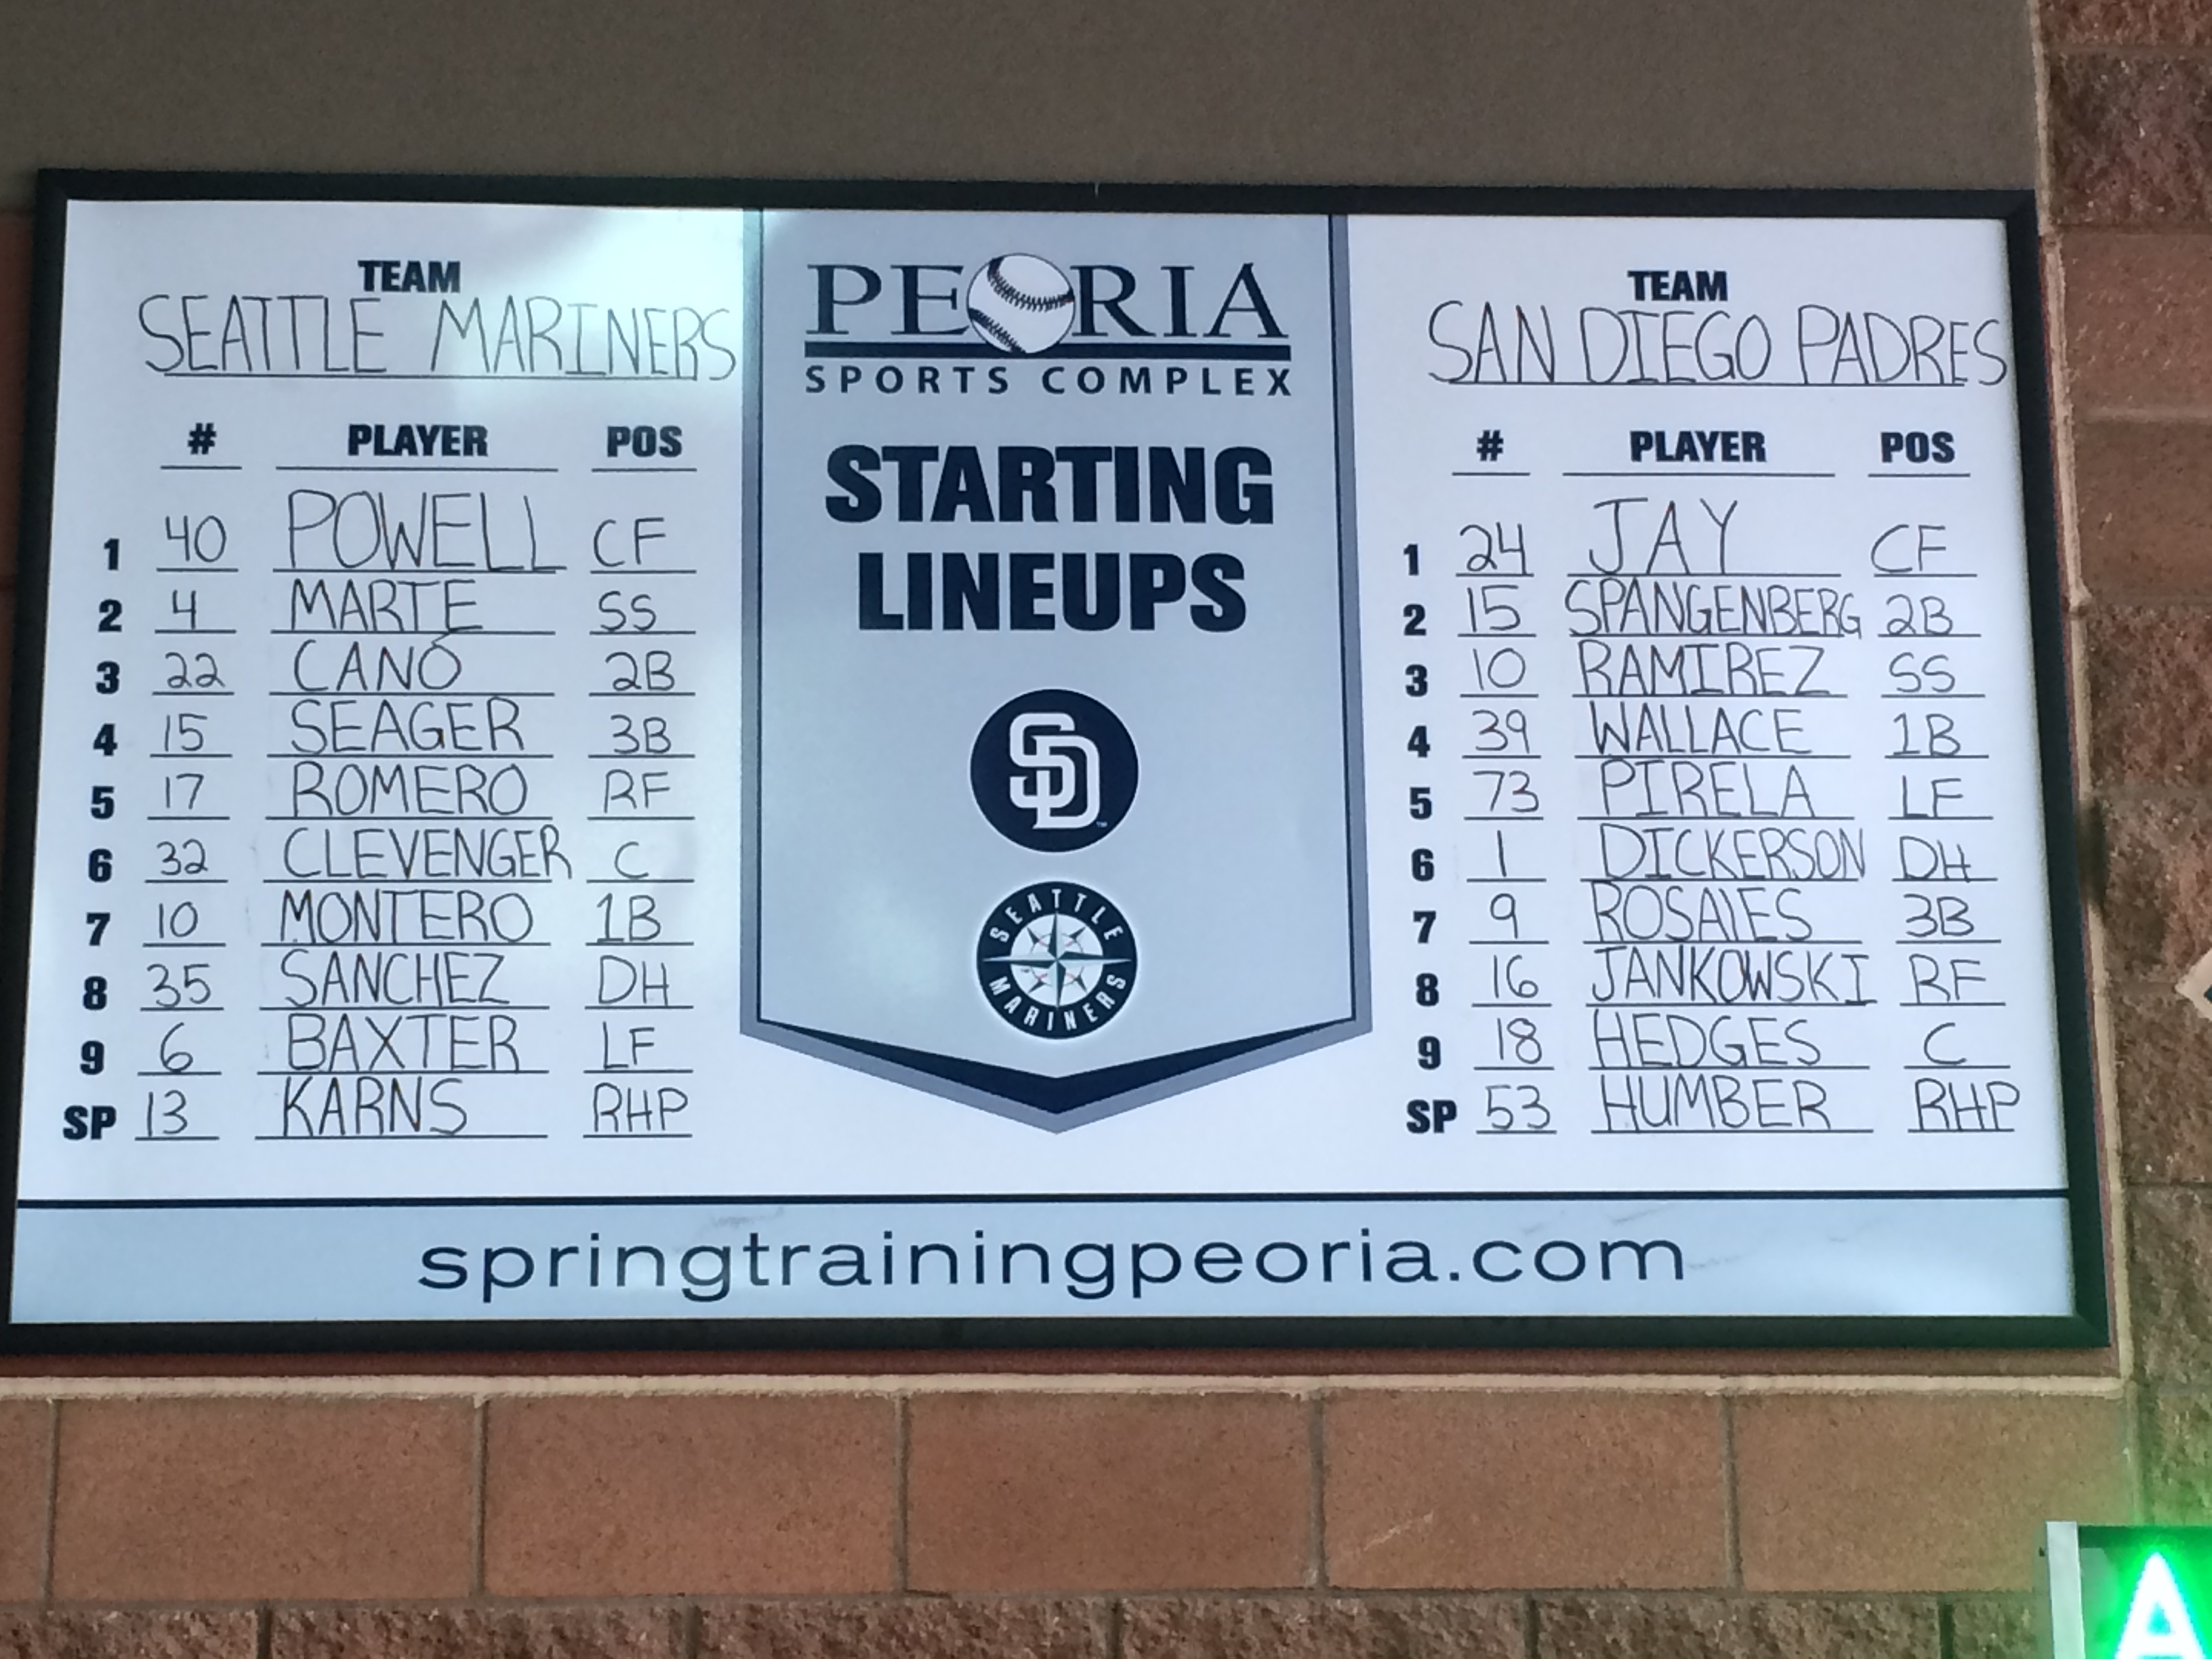 TEAM
SEATTLE MARINERS
# PLAYER POS
1 40 POWELL CF
2 4 MARTE SS
3 22 CANO 2B
4 15 SEAGER 3B
5 17 ROMERO RF
6 32 CLEVENGER C
7 10 MONTERO 1B
8 35 SANCHEZ DH
9 6 BAXTER LF
SP 13 KARNS RHP
PEORIA
SPORTS COMPLEX
STARTING
LINEUPS
SD
SEATTLE
MARINERS
TEAM
SAN DIEGO PADRES
# PLAYER POS
1 24 JAY CF
2 15 SPANGENBERG 2B
3 10 RAMIREZ SS
4 39 WALLACE 1B
5 73 PIRELA LF
6 1 DICKERSON DH
7 9 ROSALES 3B
8 16 JANKOWSKI RF
9 18 HEDGES C
SP 53 HUMBER RHP
springtrainingpeoria.com
A